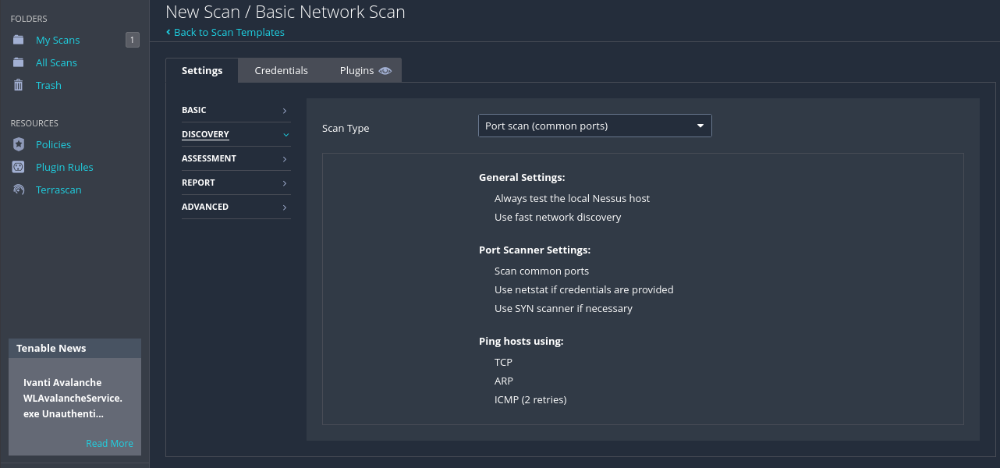 FOLDERS
My Scans
1
All Scans
Trash
RESOURCES
Policies
Plugin Rules
Terrascan
Tenable News
Ivanti Avalanche
WLAvalancheService.
exe Unauthenti...
Read More
New Scan / Basic Network Scan
Back to Scan Templates
Settings
Credentials
Plugins
BASIC
DISCOVERY
ASSESSMENT
REPORT
ADVANCED
Scan Type
Port scan (common ports)
General Settings:
Always test the local Nessus host
Use fast network discovery
Port Scanner Settings:
Scan common ports
Use netstat if credentials are provided
Use SYN scanner if necessary
Ping hosts using:
TCP
ARP
ICMP (2 retries)